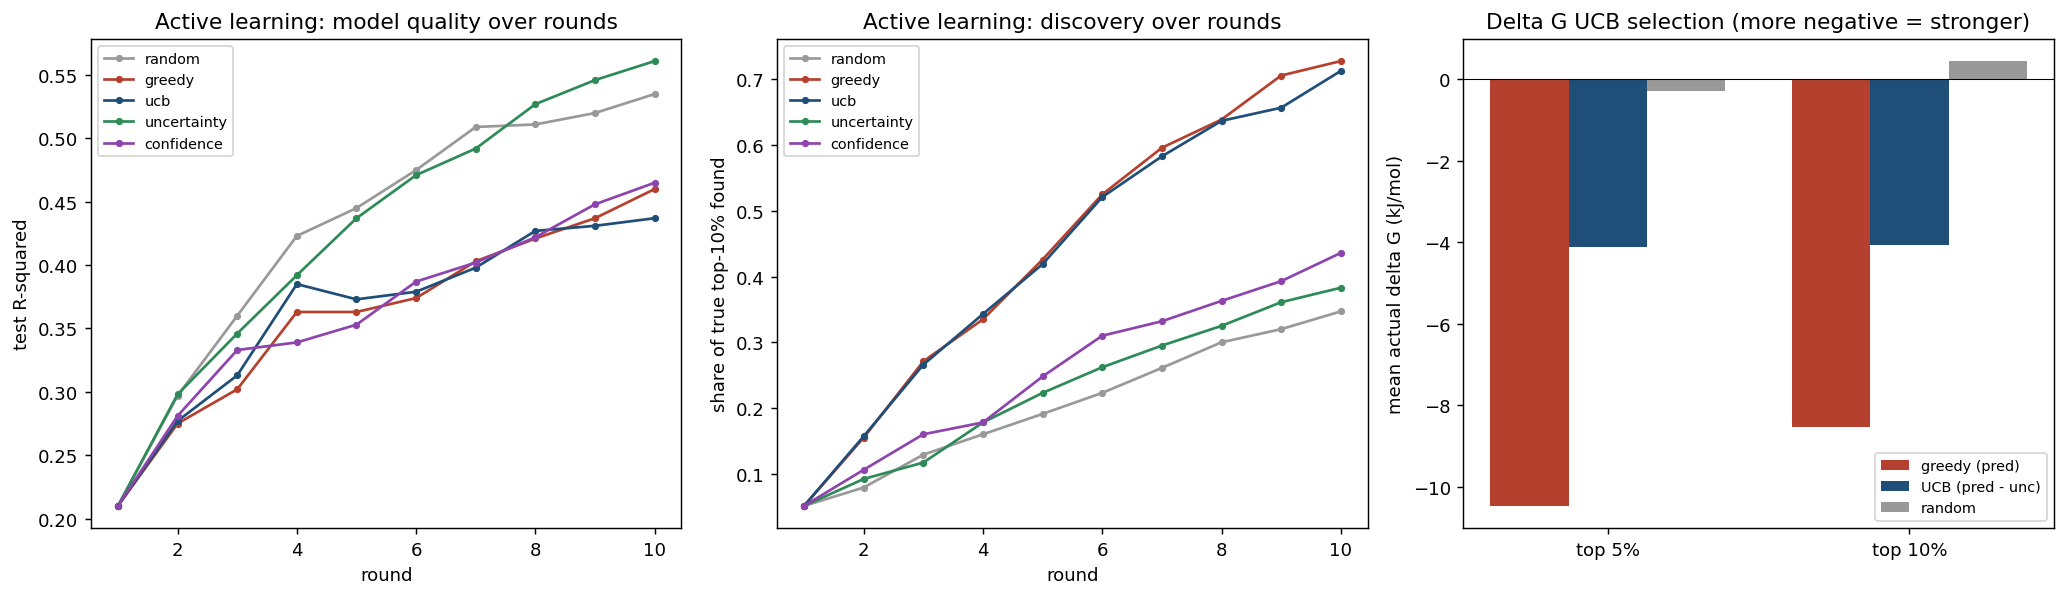 Active learning: model quality over rounds
test R-squared
0.55
0.50
0.45
0.40
0.35
0.30
0.25
0.20
random
greedy
ucb
uncertainty
confidence
2 4 6 8 10
round
Active learning: discovery over rounds
share of true top-10% found
0.7
0.6
0.5
0.4
0.3
0.2
0.1
random
greedy
ucb
uncertainty
confidence
2 4 6 8 10
round
Delta G UCB selection (more negative = stronger)
mean actual delta G (kJ/mol)
0
−2
−4
−6
−8
−10
greedy (pred)
UCB (pred - unc)
random
top 5% top 10%